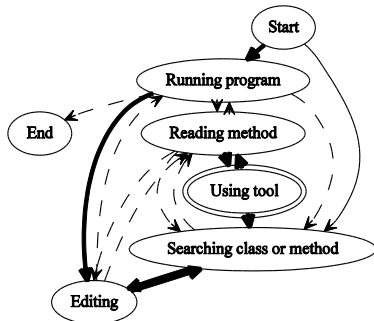 Start
Running program
End
Reading method
Using tool
Searching class or method
Editing